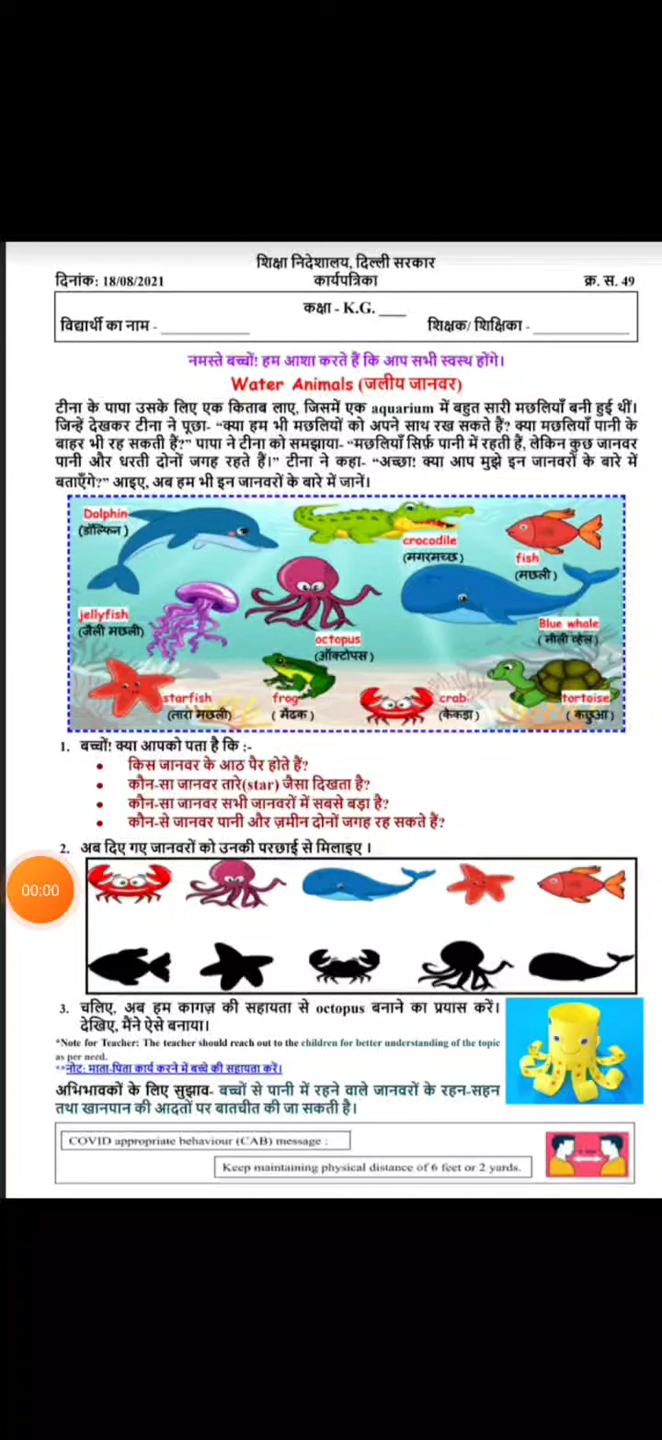 शिक्षा निदेशालय, दिल्ली सरकार
दिनांक: 18/08/2021 कार्यपत्रिका क्र. स. 49
कक्षा - K.G. ____
विद्यार्थी का नाम - ____________ शिक्षक/ शिक्षिका - ____________
नमस्ते बच्चों! हम आशा करते हैं कि आप सभी स्वस्थ होंगे।
Water Animals (जलीय जानवर)
टीना के पापा उसके लिए एक किताब लाए, जिसमें एक aquarium में बहुत सारी मछलियाँ बनी हुई थीं।
जिन्हें देखकर टीना ने पूछा- “क्या हम भी मछलियों को अपने साथ रख सकते हैं? क्या मछलियाँ पानी के
बाहर भी रह सकती हैं?” पापा ने टीना को समझाया- “मछलियाँ सिर्फ़ पानी में रहती हैं, लेकिन कुछ जानवर
पानी और धरती दोनों जगह रहते हैं।” टीना ने कहा- “अच्छा! क्या आप मुझे इन जानवरों के बारे में
बताएँगे?” आइए, अब हम भी इन जानवरों के बारे में जानें।
Dolphin
(डॉल्फिन )
crocodile
(मगरमच्छ )
fish
(मछली )
jellyfish
(जैली मछली)
octopus
(ऑक्टोपस )
Blue whale
( नीली व्हेल)
starfish
(तारा मछली)
frog
( मेंढक )
crab
(केकड़ा )
tortoise
( कछुआ )
1. बच्चों! क्या आपको पता है कि :-
• किस जानवर के आठ पैर होते हैं?
• कौन-सा जानवर तारे(star) जैसा दिखता है?
• कौन-सा जानवर सभी जानवरों में सबसे बड़ा है?
• कौन-से जानवर पानी और ज़मीन दोनों जगह रह सकते हैं?
2. अब दिए गए जानवरों को उनकी परछाई से मिलाइए ।
00:00
3. चलिए, अब हम कागज़ की सहायता से octopus बनाने का प्रयास करें।
देखिए, मैंने ऐसे बनाया।
*Note for Teacher: The teacher should reach out to the children for better understanding of the topic
as per need.
**नोट: माता-पिता कार्य करने में बच्चे की सहायता करें।
अभिभावकों के लिए सुझाव- बच्चों से पानी में रहने वाले जानवरों के रहन-सहन
तथा खानपान की आदतों पर बातचीत की जा सकती है।
COVID appropriate behaviour (CAB) message :
Keep maintaining physical distance of 6 feet or 2 yards.